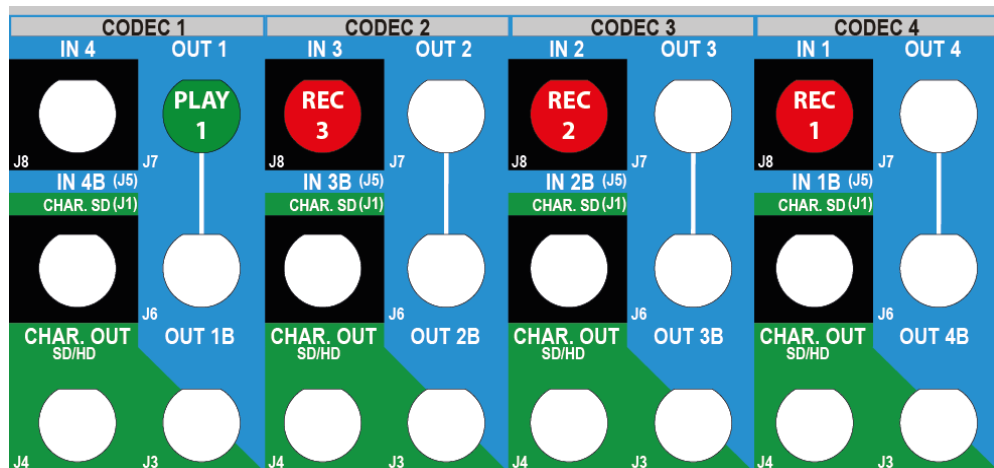 CODEC 1 CODEC 2 CODEC 3 CODEC 4
IN 4 OUT 1 IN 3 OUT 2 IN 2 OUT 3 IN 1 OUT 4
PLAY REC REC REC
1 3 2 1
J8 J7 J8 J7 J8 J7 J8 J7
IN 4B (J5) IN 3B (J5) IN 2B (J5) IN 1B (J5)
CHAR. SD (J1) CHAR. SD (J1) CHAR. SD (J1) CHAR. SD (J1)
J6 J6 J6 J6
CHAR. OUT OUT 1B CHAR. OUT OUT 2B CHAR. OUT OUT 3B CHAR. OUT OUT 4B
SD/HD SD/HD SD/HD SD/HD
J4 J3 J4 J3 J4 J3 J4 J3